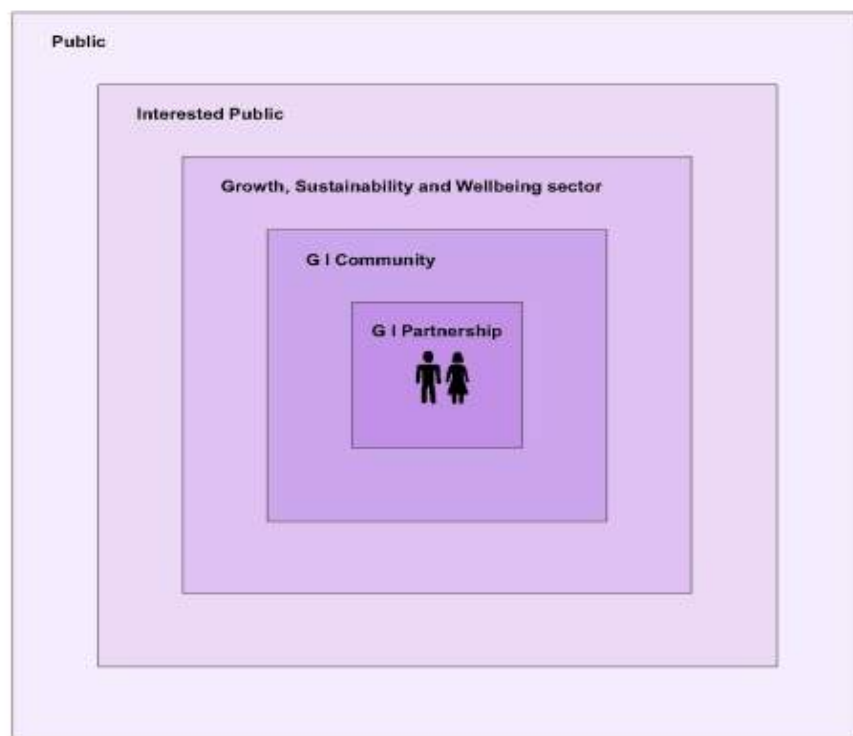 Public
Interested Public
Growth, Sustainability and Wellbeing sector
G I Community
G I Partnership